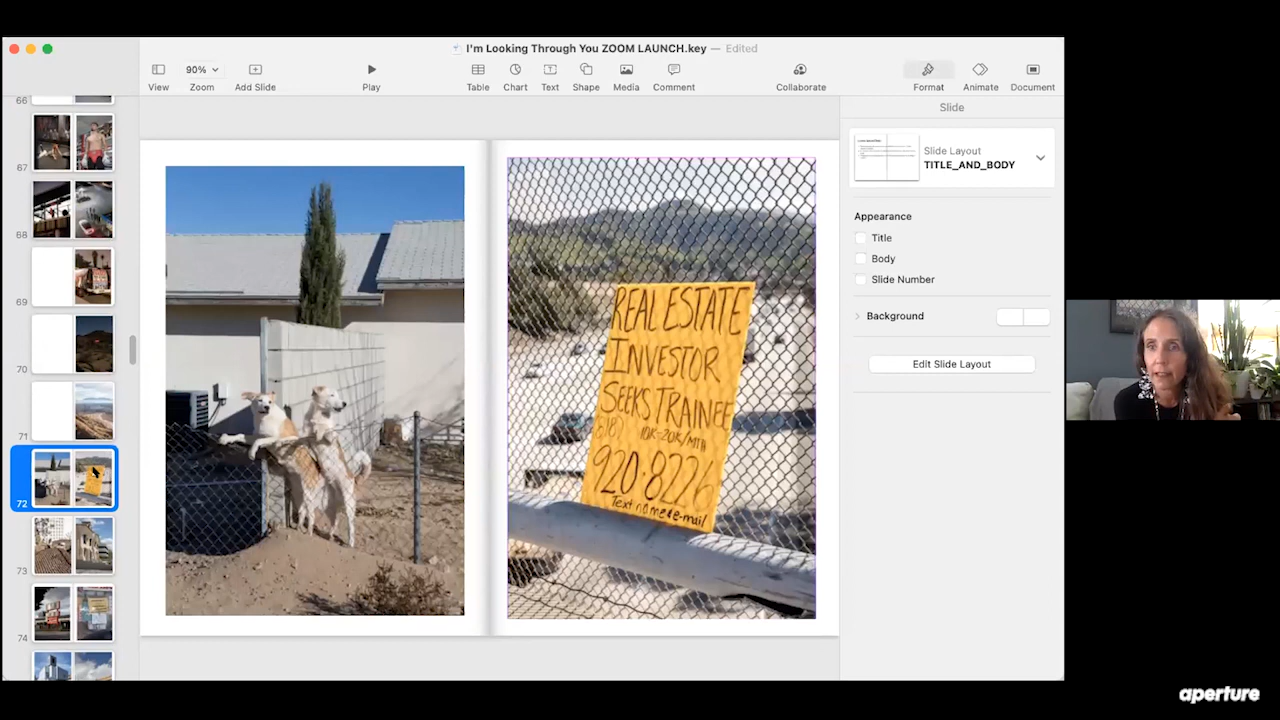 I'm Looking Through You ZOOM LAUNCH.key — Edited
90%
View
Zoom
Add Slide
Play
Table
Chart
Text
Shape
Media
Comment
Collaborate
Format
Animate
Document
Slide
Slide Layout
TITLE_AND_BODY
Appearance
Title
Body
Slide Number
Background
Edit Slide Layout
66
67
68
69
70
71
72
73
74
REAL ESTATE
INVESTOR
SEEKS TRAINEE
(818) 10K-20K/MTH
920·8226
Text name & e-mail
aperture